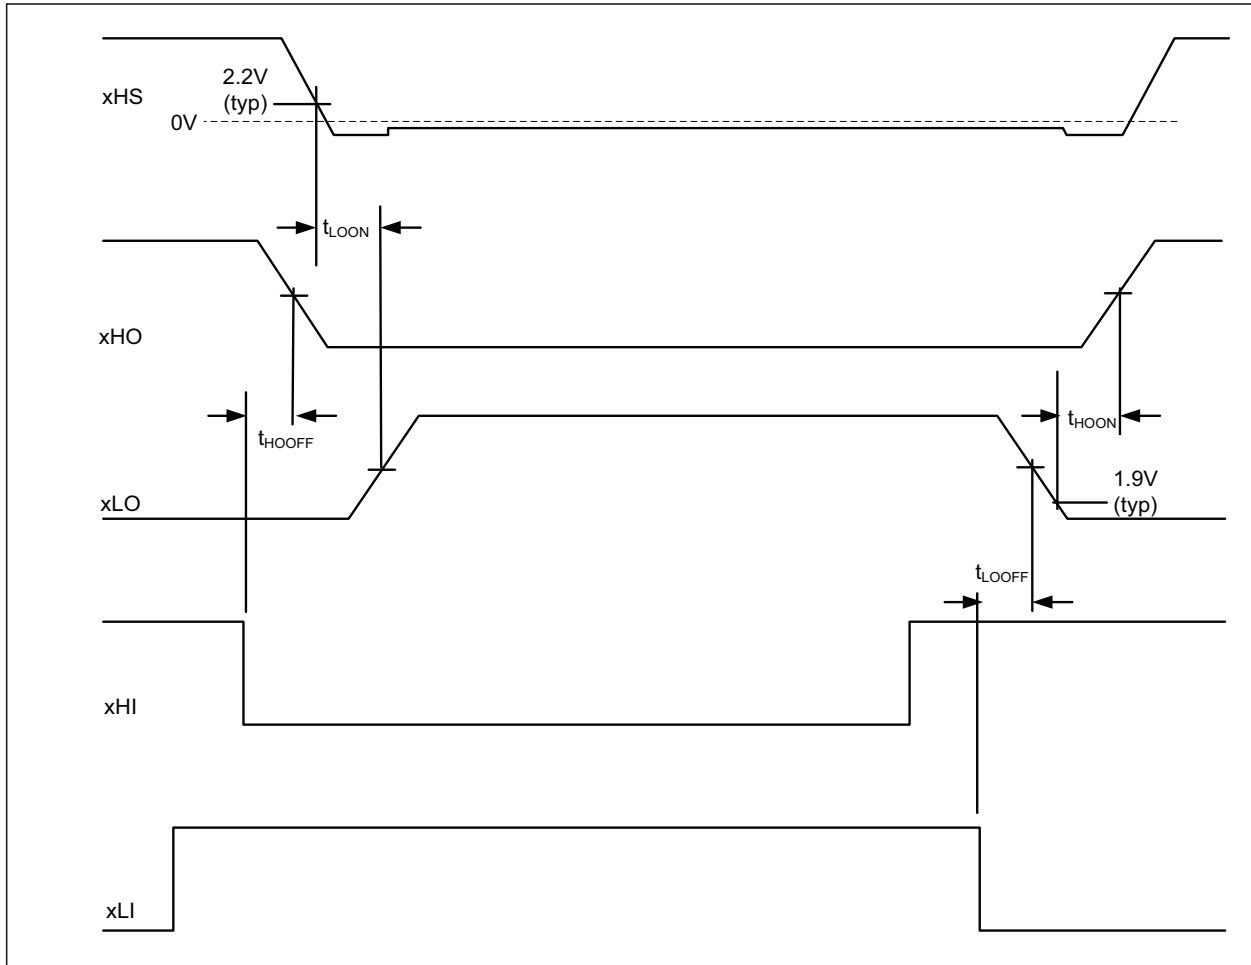 2.2V
(typ)
xHS
0V
tLOON
xHO
tHOOFF
tHOON
xLO
1.9V
(typ)
tLOOFF
xHI
xLI